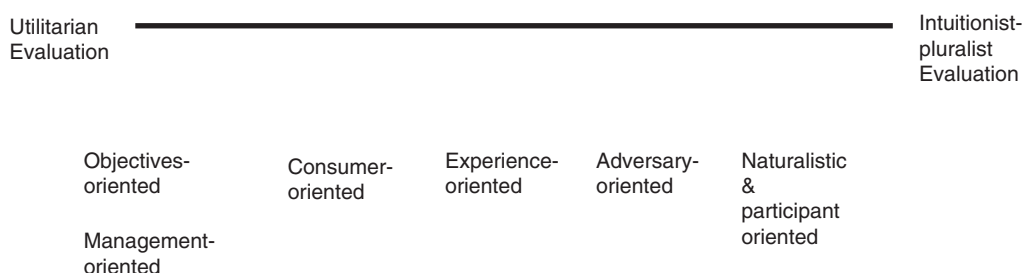 Utilitarian
Evaluation
Intuitionist-
pluralist
Evaluation
Objectives-
oriented
Consumer-
oriented
Experience-
oriented
Adversary-
oriented
Naturalistic
&
participant
oriented
Management-
oriented